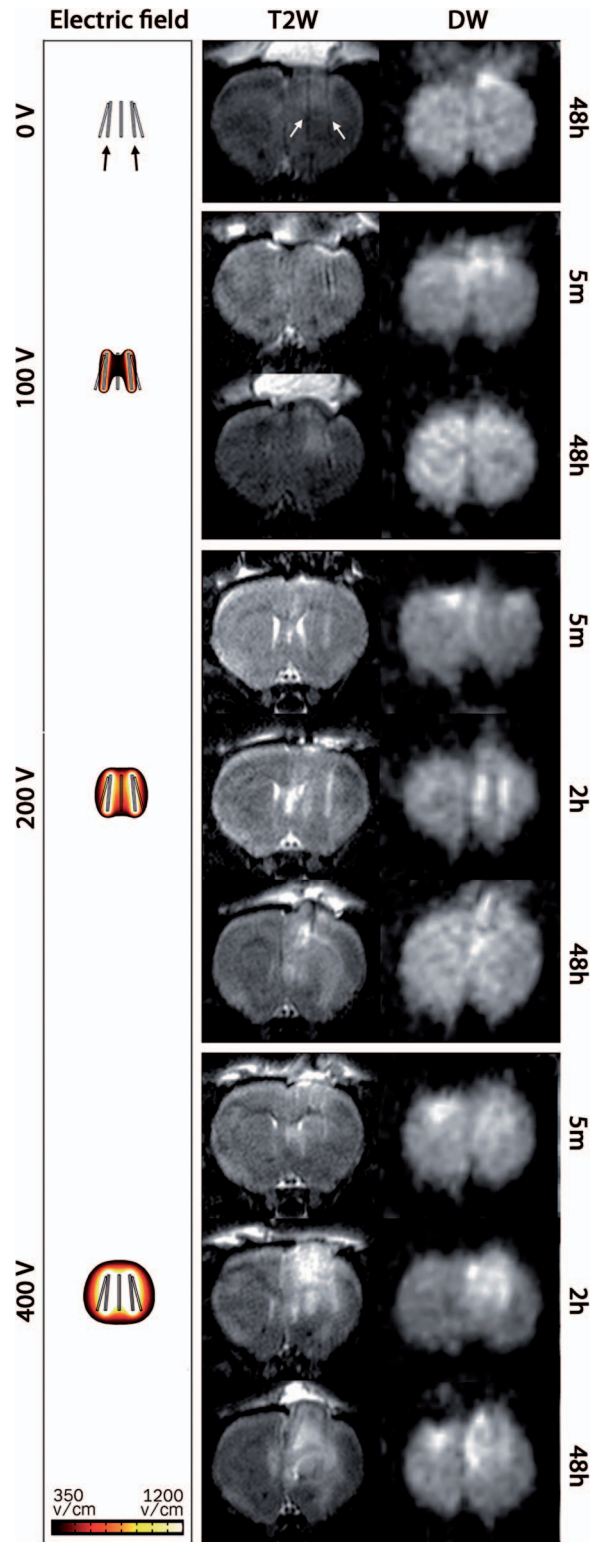 Electric field T2W DW
0 V 48h
100 V 5m
48h
200 V 5m
2h
48h
400 V 5m
2h
48h
350 1200
v/cm v/cm